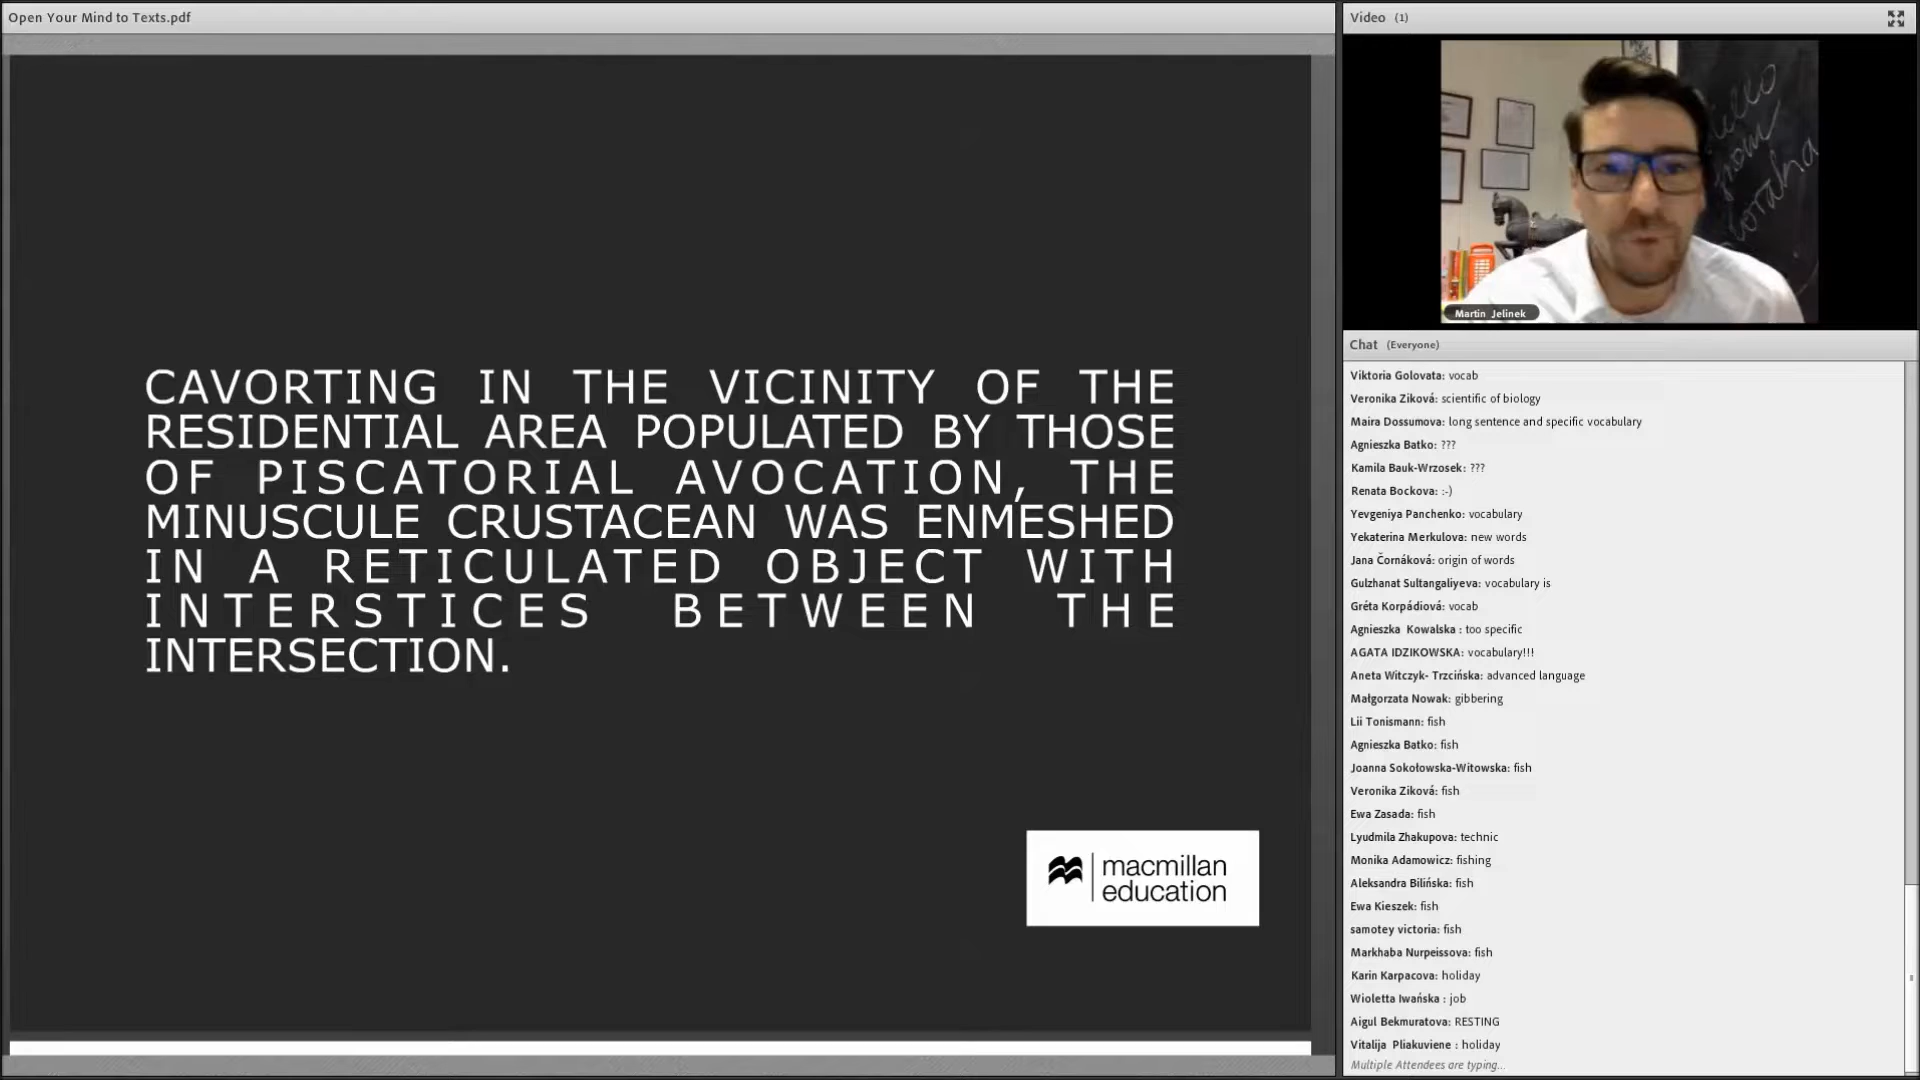 Open Your Mind to Texts.pdf
CAVORTING IN THE VICINITY OF THE
RESIDENTIAL AREA POPULATED BY THOSE
OF PISCATORIAL AVOCATION, THE
MINUSCULE CRUSTACEAN WAS ENMESHED
IN A RETICULATED OBJECT WITH
INTERSTICES BETWEEN THE
INTERSECTION.
macmillan
education
Video (1)
Hello
from
Martin Jelinek
Chat (Everyone)
Viktoria Golovata: vocab
Veronika Ziková: scientific of biology
Maira Dossumova: long sentence and specific vocabulary
Agnieszka Batko: ???
Kamila Bauk-Wrzosek: ???
Renata Bockova: :-)
Yevgeniya Panchenko: vocabulary
Yekaterina Merkulova: new words
Jana Čornáková: origin of words
Gulzhanat Sultangaliyeva: vocabulary is
Gréta Korpádiová: vocab
Agnieszka Kowalska : too specific
AGATA IDZIKOWSKA: vocabulary!!!
Aneta Witczyk- Trzcińska: advanced language
Małgorzata Nowak: gibbering
Lii Tonismann: fish
Agnieszka Batko: fish
Joanna Sokołowska-Witowska: fish
Veronika Ziková: fish
Ewa Zasada: fish
Lyudmila Zhakupova: technic
Monika Adamowicz: fishing
Aleksandra Bilińska: fish
Ewa Kieszek: fish
samotey victoria: fish
Markhaba Nurpeissova: fish
Karin Karpacova: holiday
Wioletta Iwańska : job
Aigul Bekmuratova: RESTING
Vitalija Pliakuviene : holiday
Multiple Attendees are typing...